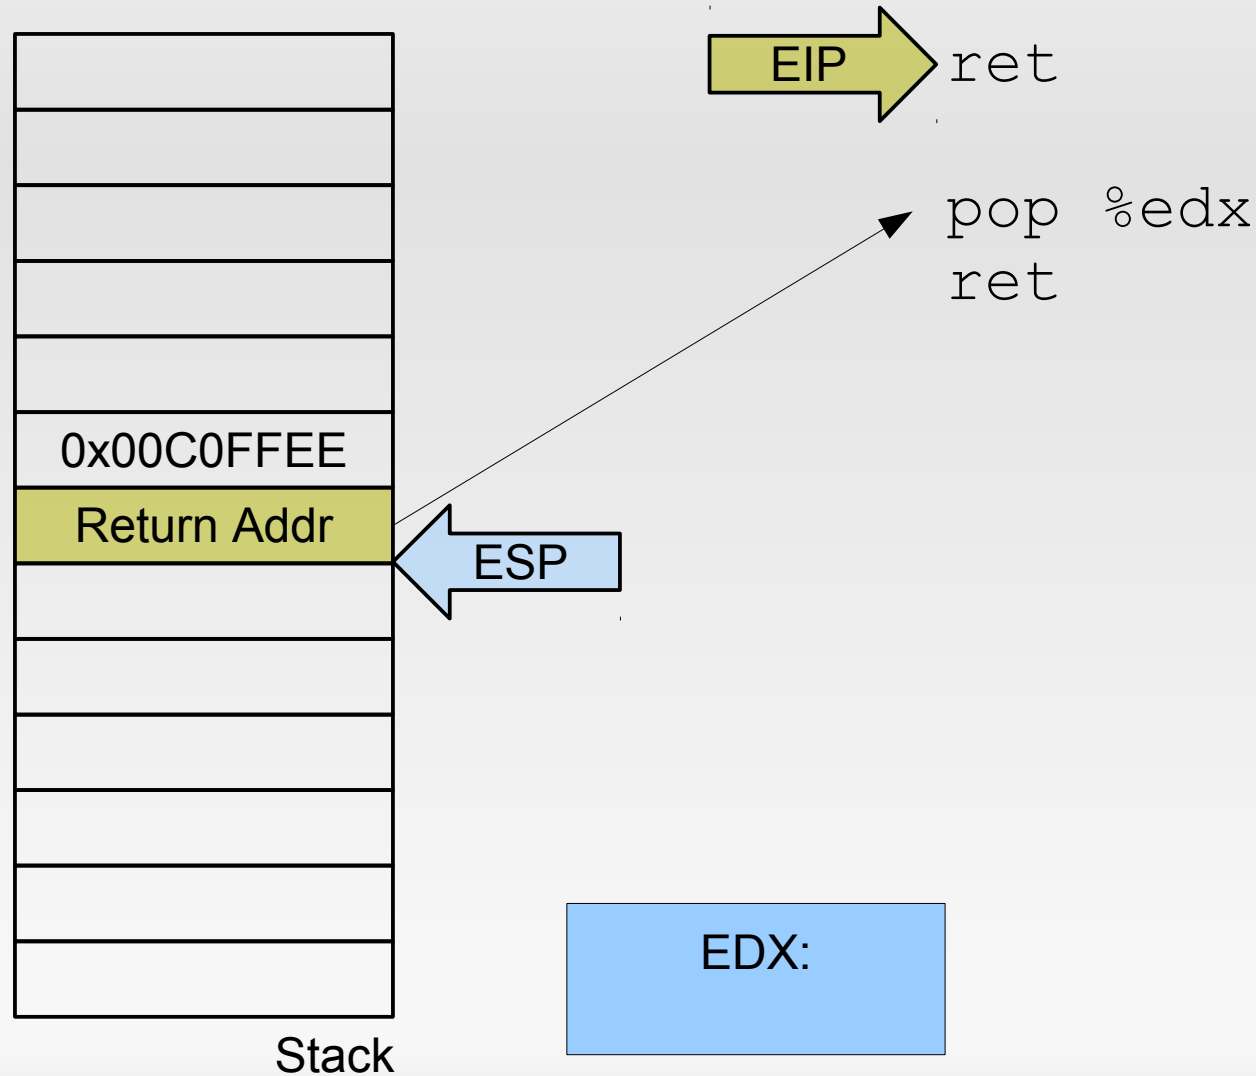 EIP
ret
pop %edx
ret
0x00C0FFEE
Return Addr
ESP
EDX:
Stack